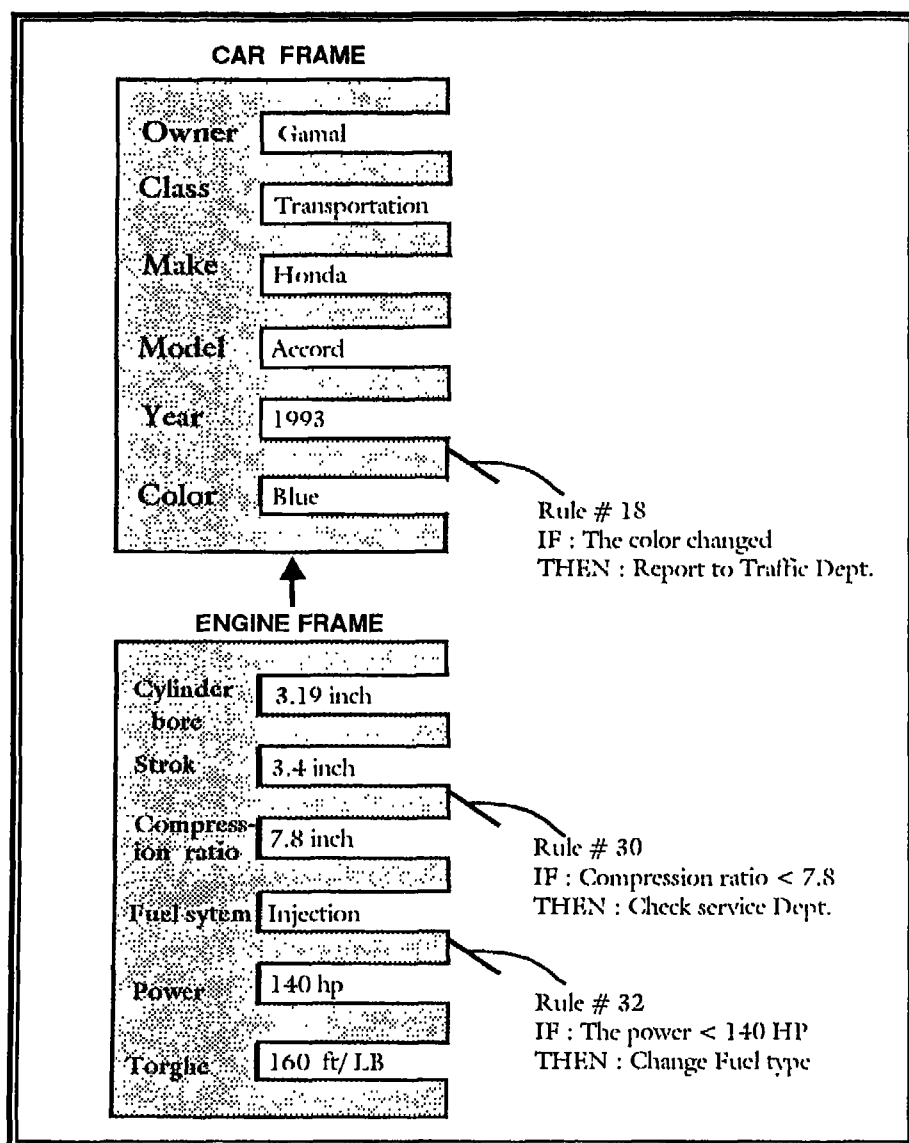 CAR FRAME
Owner Gamal
Class Transportation
Make Honda
Model Accord
Year 1993
Color Blue
Rule # 18
IF : The color changed
THEN : Report to Traffic Dept.
ENGINE FRAME
Cylinder bore 3.19 inch
Strok 3.4 inch
Compress-
ion ratio 7.8 inch
Rule # 30
IF : Compression ratio < 7.8
THEN : Check service Dept.
Fuel sytem Injection
Power 140 hp
Rule # 32
IF : The power < 140 HP
THEN : Change Fuel type
Torghe 160 ft/ LB